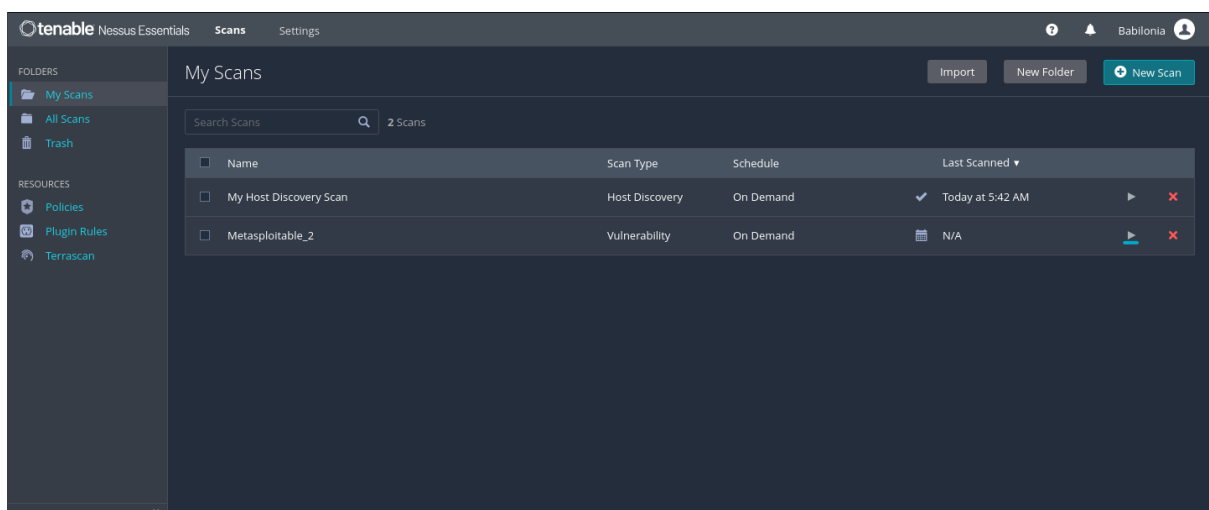 tenable Nessus Essentials Scans Settings Babilonia
FOLDERS
My Scans
All Scans
Trash
RESOURCES
Policies
Plugin Rules
Terrascan
My Scans Import New Folder New Scan
Search Scans 2 Scans
Name Scan Type Schedule Last Scanned
My Host Discovery Scan Host Discovery On Demand Today at 5:42 AM
Metasploitable_2 Vulnerability On Demand N/A